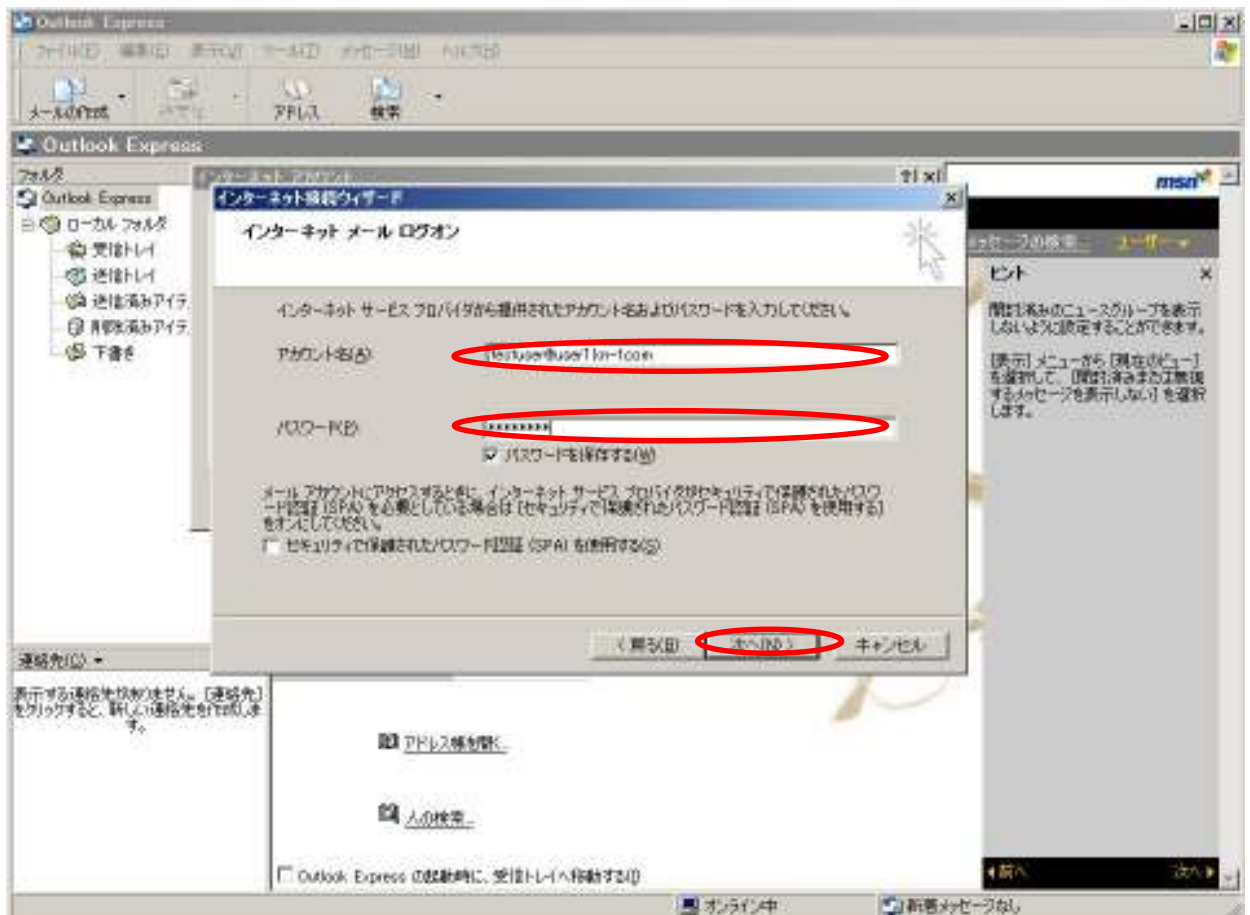 Outlook Express
ファイル(F) 編集(E) 表示(V) ツール(T) メッセージ(M) ヘルプ(H)
メールの作成 アドレス 検索
Outlook Express
フォルダ
Outlook Express
ローカル フォルダ
受信トレイ
送信トレイ
送信済みアイテ
削除済みアイテ
下書き
インターネット アカウント
インターネット接続ウィザード
インターネット メール ログオン
インターネット サービス プロバイダから提供されたアカウント名およびパスワードを入力してください。
アカウント名(A):
パスワード(P):
********
パスワードを保存する(W)
メール アカウントにアクセスするときに、インターネット サービス プロバイダがセキュリティで保護されたパスワ
ード認証 (SPA) を必要としている場合は [セキュリティで保護されたパスワード認証 (SPA) を使用する]
をオンにしてください。
セキュリティで保護されたパスワード認証 (SPA) を使用する(S)
< 戻る(B) 次へ(N) > キャンセル
msn
メッセージの検索... ユーザー
ヒント ×
開封済みのニュースグループを表示
しないように設定することができます。
[表示] メニューから [現在のビュー]
を選択して、[開封済みまたは無視
するメッセージを表示しない] を選択
します。
連絡先(C)
表示する連絡先がありません。[連絡先]
をクリックすると、新しい連絡先を作成しま
す。
アドレス帳を開く...
人の検索...
Outlook Express の起動時に、受信トレイへ移動する(I)
前へ 次へ
オンライン中 新着メッセージなし